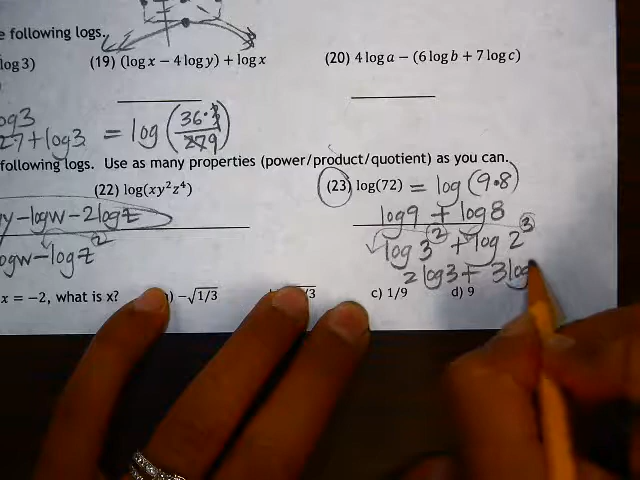 e following logs.
log 3) (19) (log x − 4 log y) + log x (20) 4 log a − (6 log b + 7 log c)
og3
27 + log3 = log (36·3/279)
following logs. Use as many properties (power/product/quotient) as you can.
(22) log(xy²z⁴) (23) log(72) = log (9·8)
y − logw − 2logz log9 + log8
ogw − logz² log 3² + log 2³
2 log3 + 3log
x = −2, what is x? ) −√1/3 /3 c) 1/9 d) 9